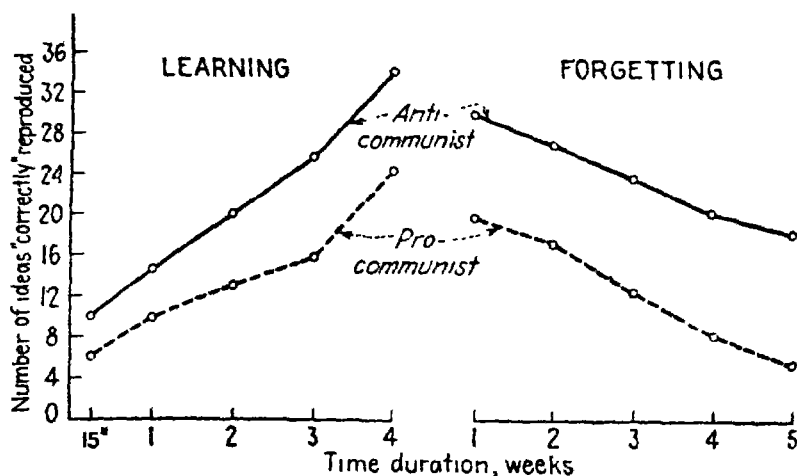 Number of ideas "correctly" reproduced
36
32
28
24
20
16
12
8
4
0
LEARNING
FORGETTING
Anti
communist
Pro
communist
15" 1 2 3 4 1 2 3 4 5
Time duration, weeks